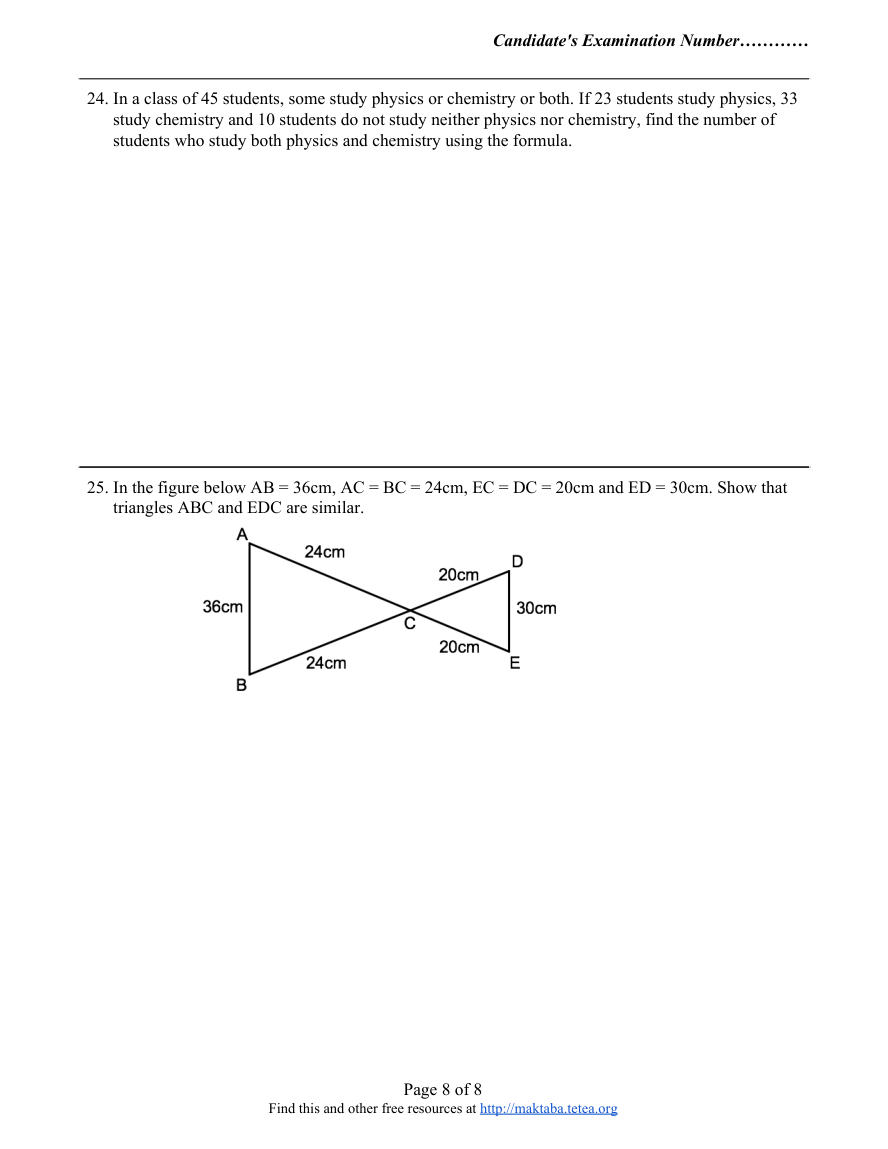 Candidate's Examination Number…………
24. In a class of 45 students, some study physics or chemistry or both. If 23 students study physics, 33
study chemistry and 10 students do not study neither physics nor chemistry, find the number of
students who study both physics and chemistry using the formula.
25. In the figure below AB = 36cm, AC = BC = 24cm, EC = DC = 20cm and ED = 30cm. Show that
triangles ABC and EDC are similar.
A
24cm
D
20cm
36cm
30cm
C
20cm
24cm
E
B
Page 8 of 8
Find this and other free resources at http://maktaba.tetea.org